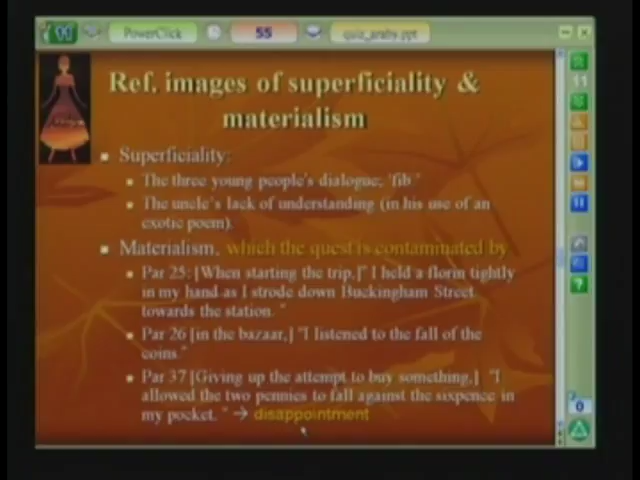 PowerClick 55 quiz_araby.ppt
Ref. images of superficiality &
materialism
Superficiality:
The three young people's dialogue; 'fib.'
The uncle's lack of understanding (in his use of an
exotic poem).
Materialism, which the quest is contaminated by
Par 25: [When starting the trip,]" I held a florin tightly
in my hand as I strode down Buckingham Street
towards the station. "
Par 26 [in the bazaar,] "I listened to the fall of the
coins."
Par 37 [Giving up the attempt to buy something,] "I
allowed the two pennies to fall against the sixpence in
my pocket. " → disappointment
11
?
0